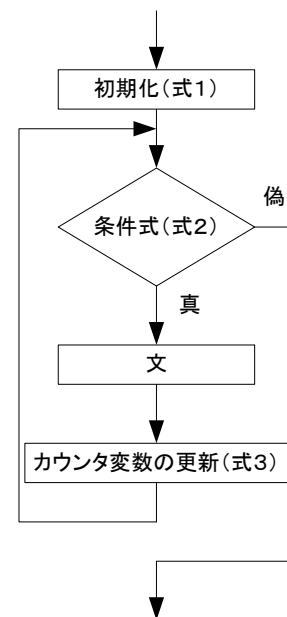 初期化(式1)
条件式(式2)
偽
真
文
カウンタ変数の更新(式3)